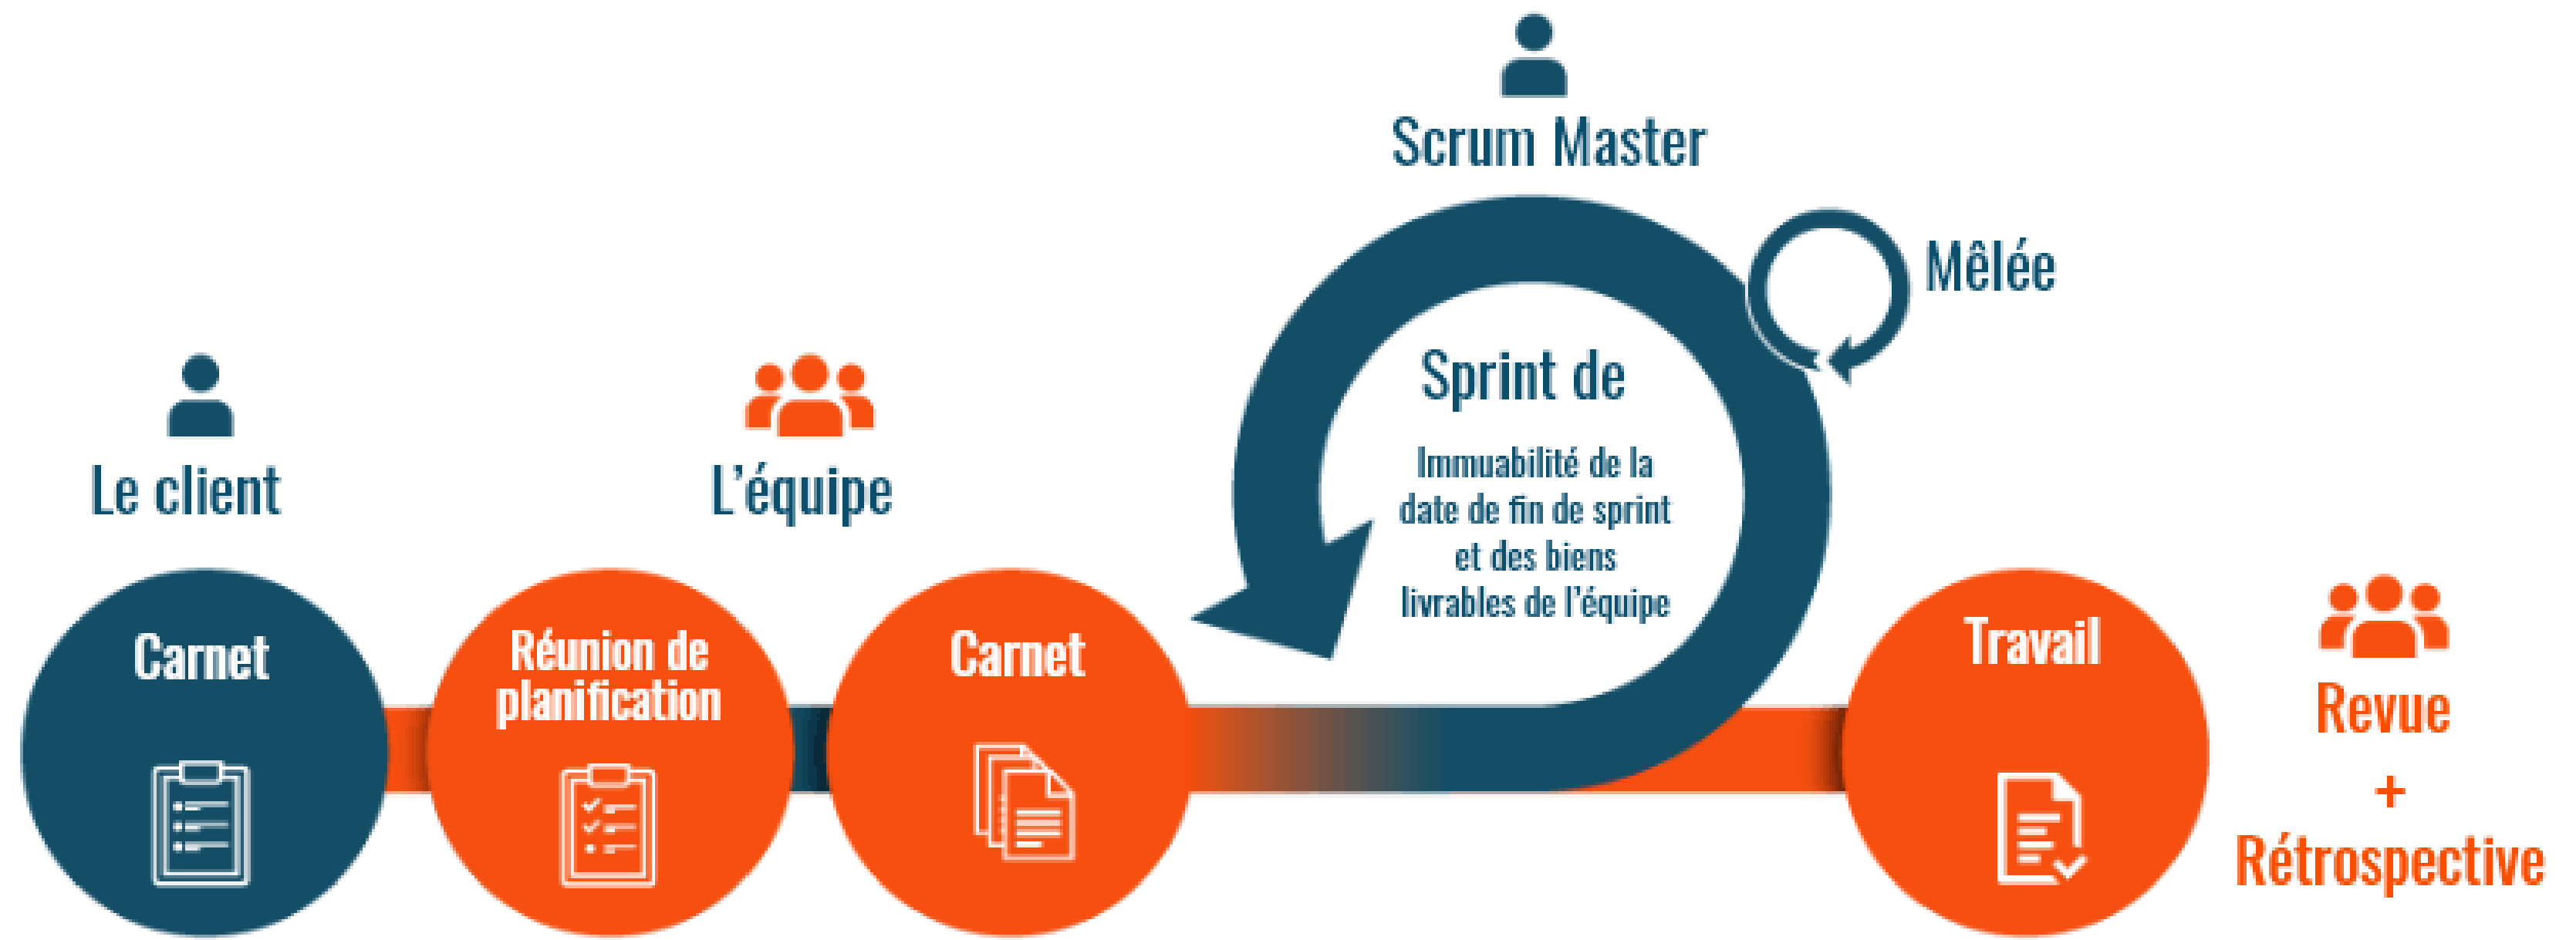 Scrum Master
Mêlée
Sprint de
Immuabilité de la
date de fin de sprint
et des biens
livrables de l'équipe
Le client
L'équipe
Carnet
Réunion de
planification
Carnet
Travail
Revue
+
Rétrospective